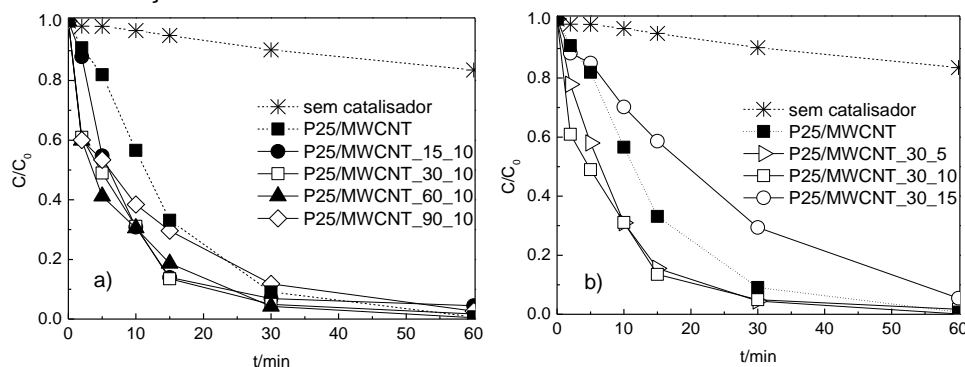 1.0
0.8
0.6
0.4
0.2
0.0
C/C0
sem catalisador
P25/MWCNT
P25/MWCNT_15_10
P25/MWCNT_30_10
P25/MWCNT_60_10
P25/MWCNT_90_10
a)
0 10 20 30 40 50 60
t/min
1.0
0.8
0.6
0.4
0.2
0.0
C/C0
sem catalisador
P25/MWCNT
P25/MWCNT_30_5
P25/MWCNT_30_10
P25/MWCNT_30_15
b)
0 10 20 30 40 50 60
t/min